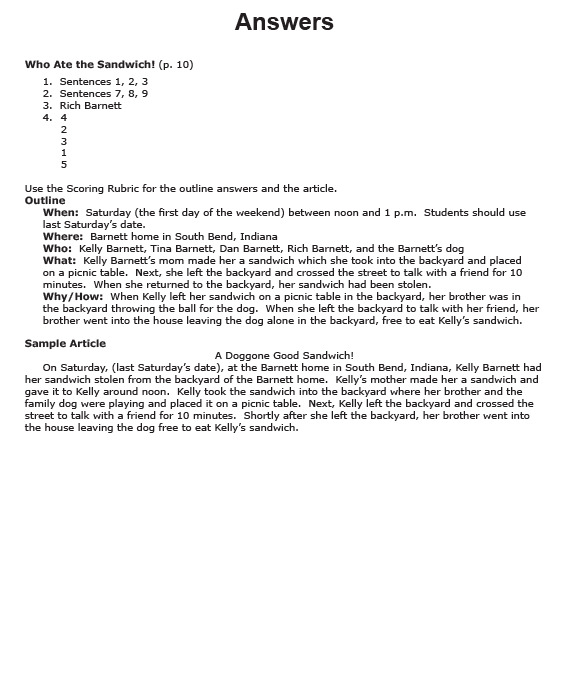 Answers
Who Ate the Sandwich! (p. 10)
1. Sentences 1, 2, 3
2. Sentences 7, 8, 9
3. Rich Barnett
4. 4
2
3
1
5
Use the Scoring Rubric for the outline answers and the article.
Outline
When: Saturday (the first day of the weekend) between noon and 1 p.m. Students should use
last Saturday's date.
Where: Barnett home in South Bend, Indiana
Who: Kelly Barnett, Tina Barnett, Dan Barnett, Rich Barnett, and the Barnett's dog
What: Kelly Barnett's mom made her a sandwich which she took into the backyard and placed
on a picnic table. Next, she left the backyard and crossed the street to talk with a friend for 10
minutes. When she returned to the backyard, her sandwich had been stolen.
Why/How: When Kelly left her sandwich on a picnic table in the backyard, her brother was in
the backyard throwing the ball for the dog. When she left the backyard to talk with her friend, her
brother went into the house leaving the dog alone in the backyard, free to eat Kelly's sandwich.
Sample Article
A Doggone Good Sandwich!
On Saturday, (last Saturday's date), at the Barnett home in South Bend, Indiana, Kelly Barnett had
her sandwich stolen from the backyard of the Barnett home. Kelly's mother made her a sandwich and
gave it to Kelly around noon. Kelly took the sandwich into the backyard where her brother and the
family dog were playing and placed it on a picnic table. Next, Kelly left the backyard and crossed the
street to talk with a friend for 10 minutes. Shortly after she left the backyard, her brother went into
the house leaving the dog free to eat Kelly's sandwich.